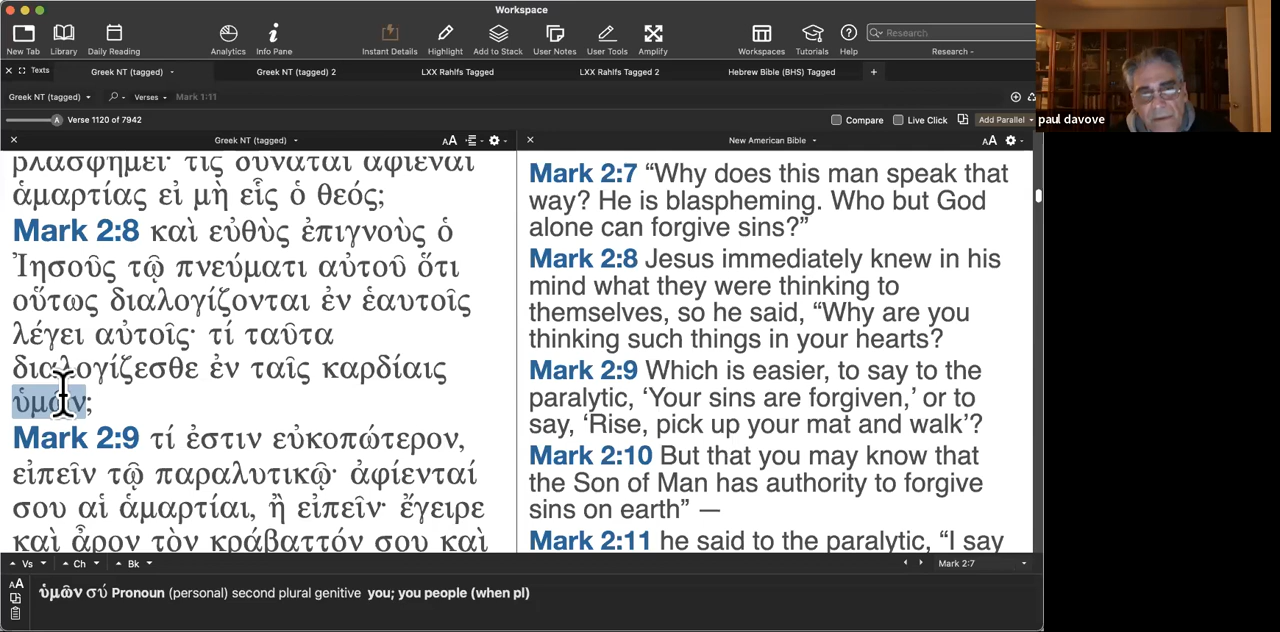 Workspace
New Tab Library Daily Reading Analytics Info Pane Instant Details Highlight Add to Stack User Notes User Tools Amplify Workspaces Tutorials Help Research
Research
Texts Greek NT (tagged) Greek NT (tagged) 2 LXX Rahlfs Tagged LXX Rahlfs Tagged 2 Hebrew Bible (BHS) Tagged +
Greek NT (tagged) Verses Mark 1:11
Verse 1120 of 7942 Compare Live Click Add Parallel
paul davove
Greek NT (tagged)
βλασφημεῖ· τίς δύναται ἀφιέναι
ἁμαρτίας εἰ μὴ εἷς ὁ θεός;
Mark 2:8 καὶ εὐθὺς ἐπιγνοὺς ὁ
Ἰησοῦς τῷ πνεύματι αὐτοῦ ὅτι
οὕτως διαλογίζονται ἐν ἑαυτοῖς
λέγει αὐτοῖς· τί ταῦτα
διαλογίζεσθε ἐν ταῖς καρδίαις
ὑμῶν;
Mark 2:9 τί ἐστιν εὐκοπώτερον,
εἰπεῖν τῷ παραλυτικῷ· ἀφίενταί
σου αἱ ἁμαρτίαι, ἢ εἰπεῖν· ἔγειρε
καὶ ἆρον τὸν κράβαττόν σου καὶ
New American Bible
Mark 2:7 “Why does this man speak that
way? He is blaspheming. Who but God
alone can forgive sins?”
Mark 2:8 Jesus immediately knew in his
mind what they were thinking to
themselves, so he said, “Why are you
thinking such things in your hearts?
Mark 2:9 Which is easier, to say to the
paralytic, ‘Your sins are forgiven,’ or to
say, ‘Rise, pick up your mat and walk’?
Mark 2:10 But that you may know that
the Son of Man has authority to forgive
sins on earth” —
Mark 2:11 he said to the paralytic, “I say
Vs Ch Bk Mark 2:7
ὑμῶν σύ Pronoun (personal) second plural genitive you; you people (when pl)